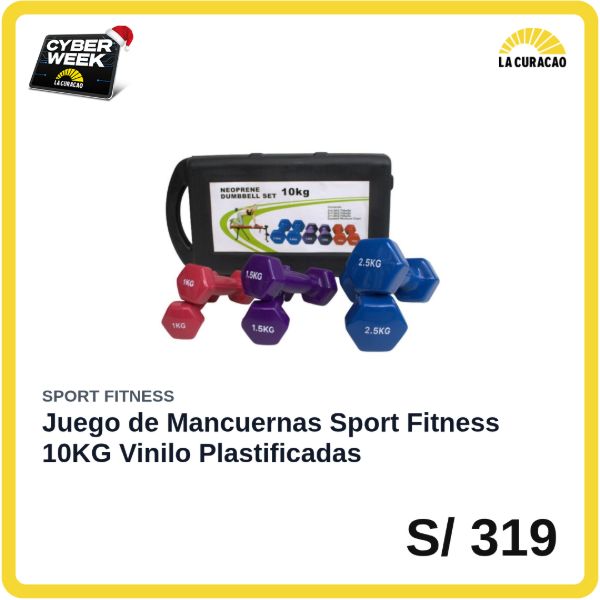 CYBER
WEEK
LA CURACAO
LA CURACAO
NEOPRENE
DUMBBELL SET 10kg
1KG
1.5KG
2.5KG
1KG
1.5KG
2.5KG
SPORT FITNESS
Juego de Mancuernas Sport Fitness
10KG Vinilo Plastificadas
S/ 319